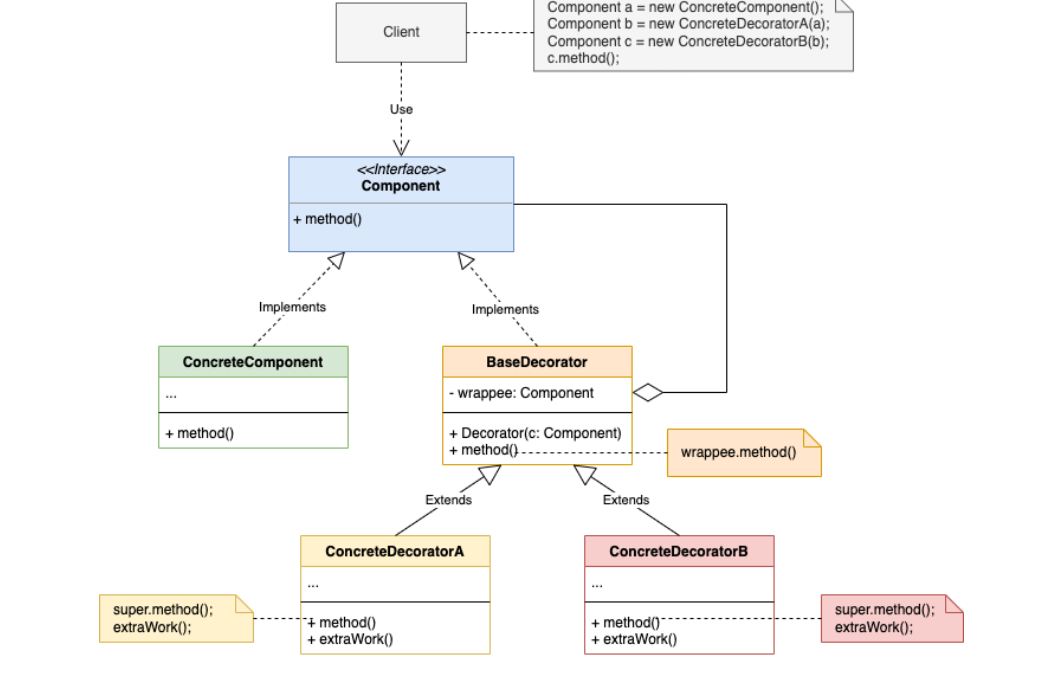 Component a = new ConcreteComponent();
Client
Component b = new ConcreteDecoratorA(a);
Component c = new ConcreteDecoratorB(b);
c.method();
Use
<<Interface>>
Component
+ method()
Implements
Implements
ConcreteComponent
...
+ method()
BaseDecorator
- wrappee: Component
+ Decorator(c: Component)
+ method()
wrappee.method()
Extends
Extends
ConcreteDecoratorA
...
+ method()
+ extraWork()
ConcreteDecoratorB
...
+ method()
+ extraWork()
super.method();
extraWork();
super.method();
extraWork();